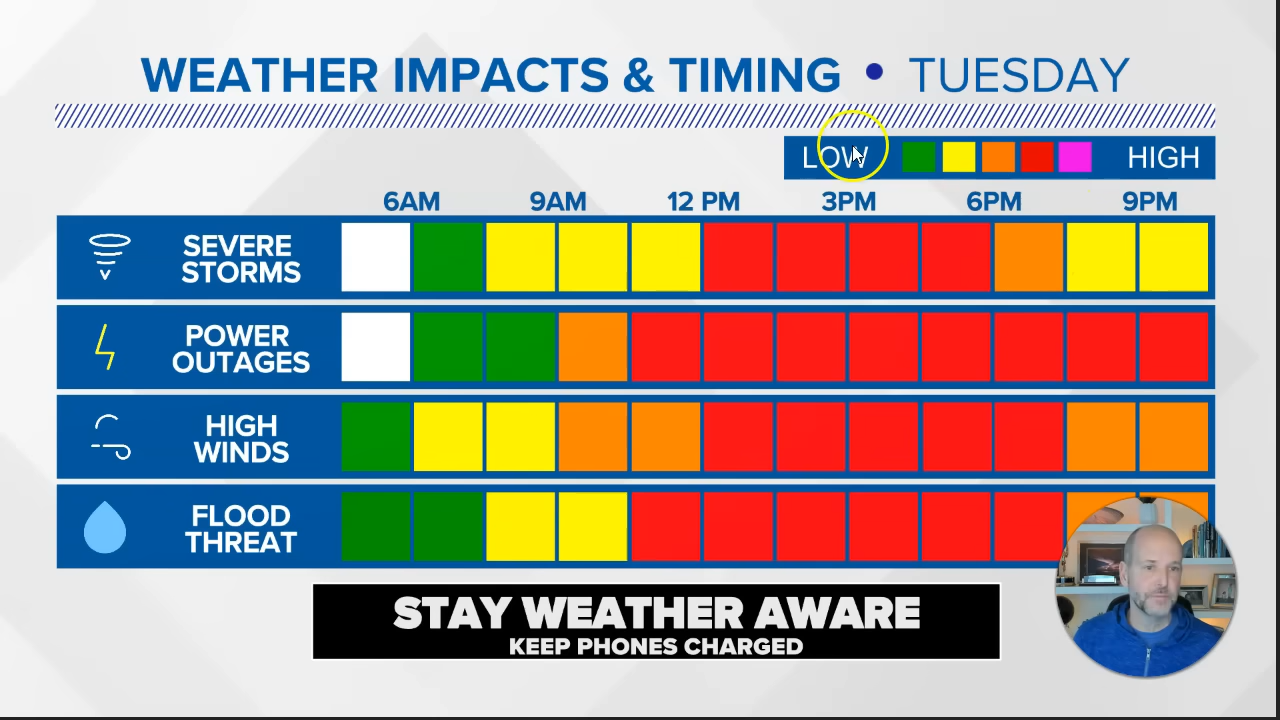 WEATHER IMPACTS & TIMING • TUESDAY
LOW HIGH
6AM 9AM 12 PM 3PM 6PM 9PM
SEVERE
STORMS
POWER
OUTAGES
HIGH
WINDS
FLOOD
THREAT
STAY WEATHER AWARE
KEEP PHONES CHARGED